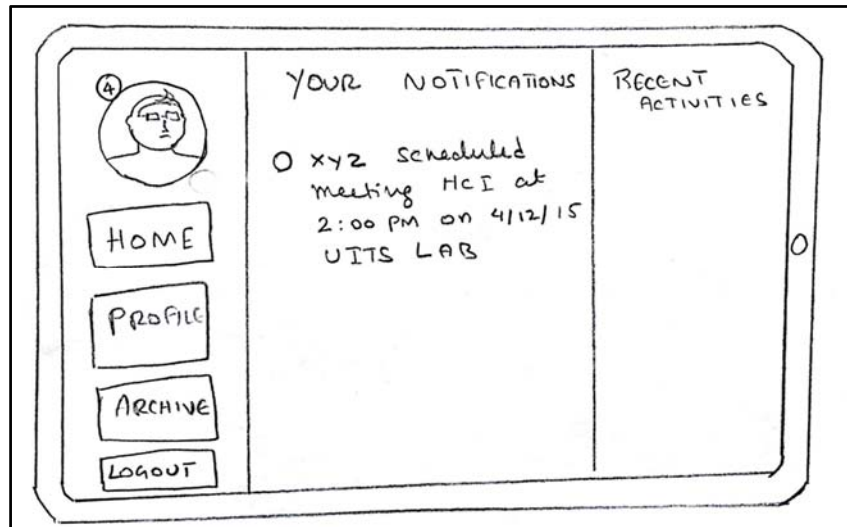 4
HOME
PROFILE
ARCHIVE
LOGOUT
YOUR NOTIFICATIONS
XYZ scheduled
meeting HCI at
2:00 PM on 4/12/15
UITS LAB
RECENT
ACTIVITIES